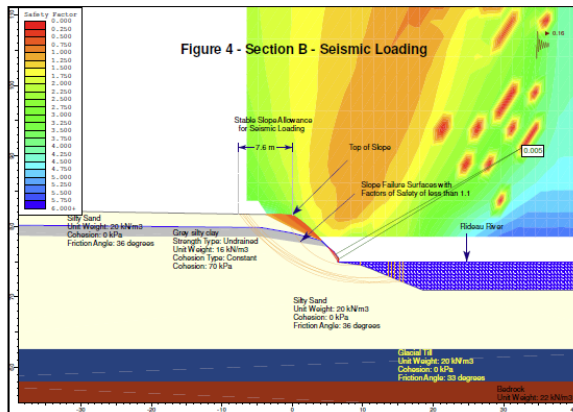 Safety Factor
0.000
0.250
0.500
0.750
1.000
1.250
1.500
1.750
2.000
2.250
2.500
2.750
3.000
3.250
3.500
3.750
4.000
4.250
4.500
4.750
5.000
5.250
5.500
5.750
6.000+
Figure 4 - Section B - Seismic Loading
0.16
Stable Slope Allowance
for Seismic Loading
7.6 m
Top of Slope
0.005
Slope Failure Surfaces with
Factors of Safety of less than 1.1
Silty Sand
Unit Weight: 20 kN/m3
Cohesion: 0 kPa
Friction Angle: 36 degrees
Grey silty clay
Strength Type: Undrained
Unit Weight: 16 kN/m3
Cohesion Type: Constant
Cohesion: 70 kPa
Rideau River
Silty Sand
Unit Weight: 20 kN/m3
Cohesion: 0 kPa
Friction Angle: 36 degrees
Glacial Till
Unit Weight: 20 kN/m3
Cohesion: 0 kPa
Friction Angle: 33 degrees
Bedrock
Unit Weight: 22 kN/m3
-30
-20
-10
0
10
20
30